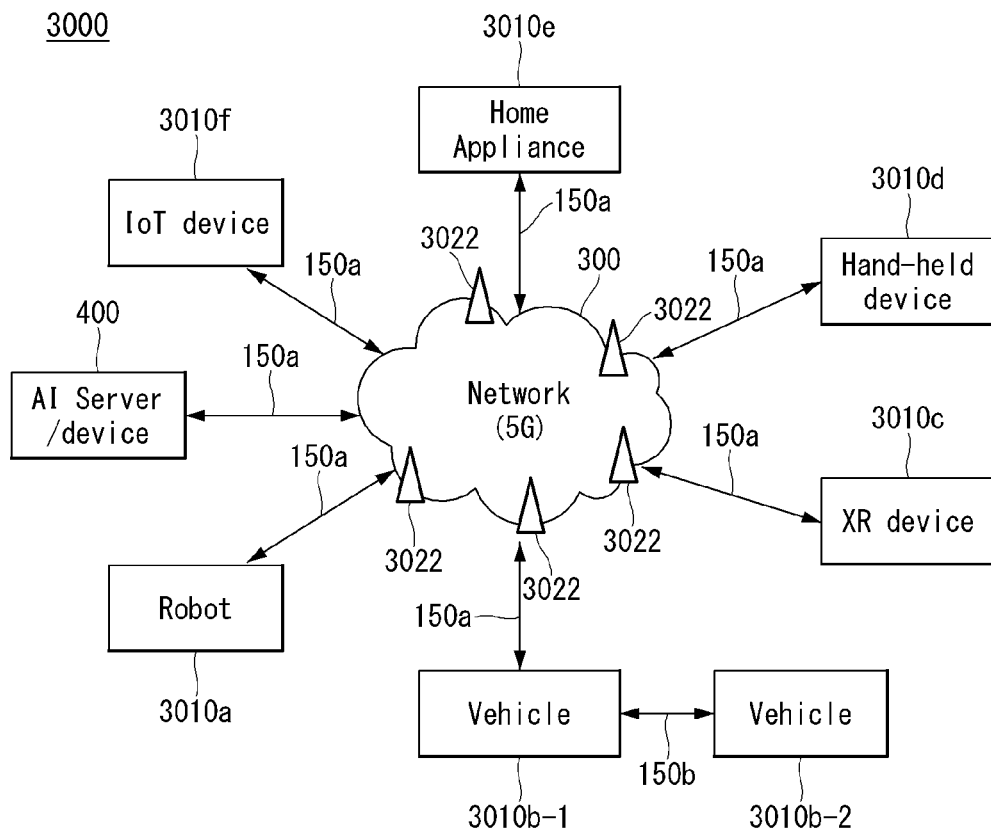 3000
3010e
Home
Appliance
3010f
IoT device
150a
3010d
Hand-held
device
3022
300
150a
150a
3022
400
AI Server
/device
150a
Network
(5G)
3010c
XR device
150a
150a
3022
3022
3022
Robot
3010a
150a
Vehicle
Vehicle
150b
3010b-1
3010b-2